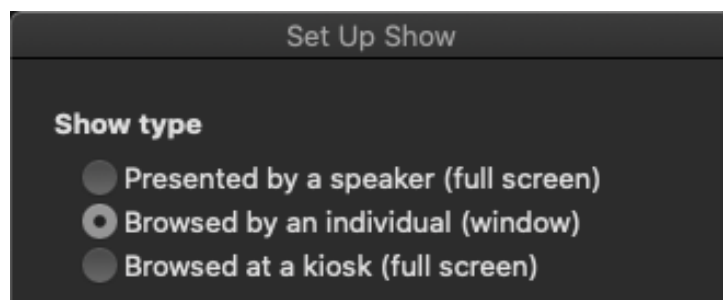 Set Up Show
Show type
Presented by a speaker (full screen)
Browsed by an individual (window)
Browsed at a kiosk (full screen)